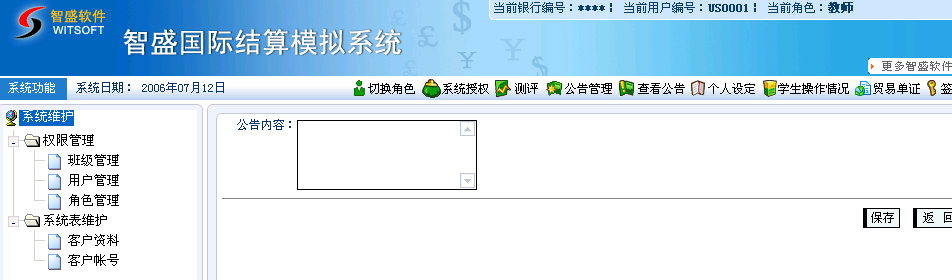 智盛软件
WITSOFT
智盛国际结算模拟系统
当前银行编号：****¦ 当前用户编号：US0001¦ 当前角色：教师
更多智盛软件
系统功能 系统日期： 2006年07月12日 切换角色 系统授权 测评 公告管理 查看公告 个人设定 学生操作情况 贸易单证 签
系统维护
权限管理
班级管理
用户管理
角色管理
系统表维护
客户资料
客户帐号
公告内容：
保存 返 回